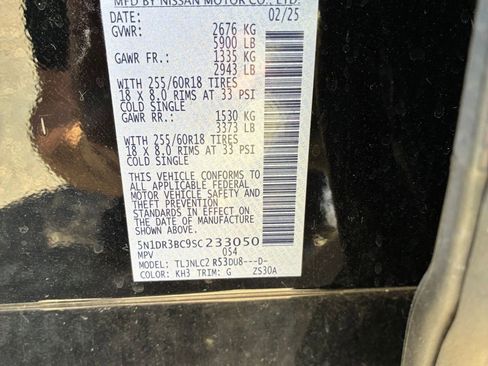 MFD BY NISSAN MOTOR CO., LTD.
DATE: 02/25
GVWR: 2676 KG
5900 LB
GAWR FR.: 1335 KG
2943 LB
WITH 255/60R18 TIRES
18 X 8.0 RIMS AT 33 PSI
COLD SINGLE
GAWR RR.: 1530 KG
3373 LB
WITH 255/60R18 TIRES
18 X 8.0 RIMS AT 33 PSI
COLD SINGLE
THIS VEHICLE CONFORMS TO
ALL APPLICABLE FEDERAL
MOTOR VEHICLE SAFETY AND
THEFT PREVENTION
STANDARDS IN EFFECT ON
THE DATE OF MANUFACTURE
SHOWN ABOVE.
5N1DR3BC9SC233050
MPV 054
MODEL: TLJNLC2 R53DU8---D-
COLOR: KH3 TRIM: G ZS30A